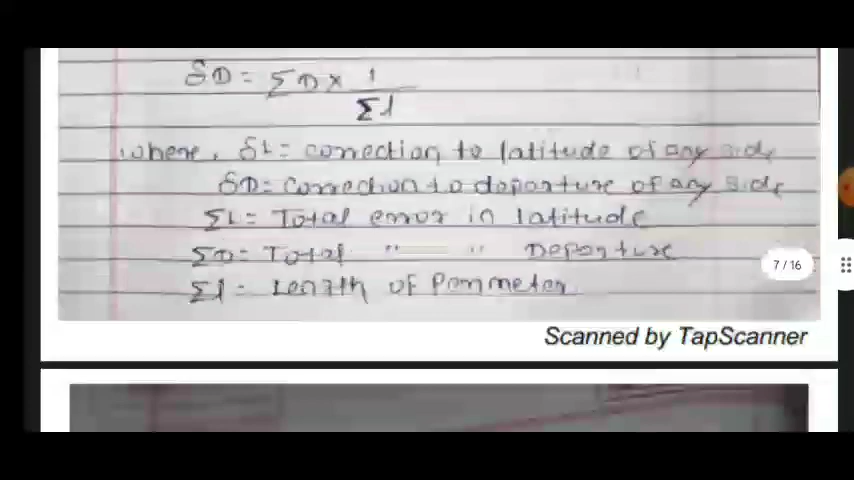 δD = ΣD × 1/Σl
where, δL = correction to latitude of any side
δD = correction to departure of any side
ΣL = Total error in latitude
ΣD = Total " " Departure
7/16
Σl = Length of Perimeter
Scanned by TapScanner